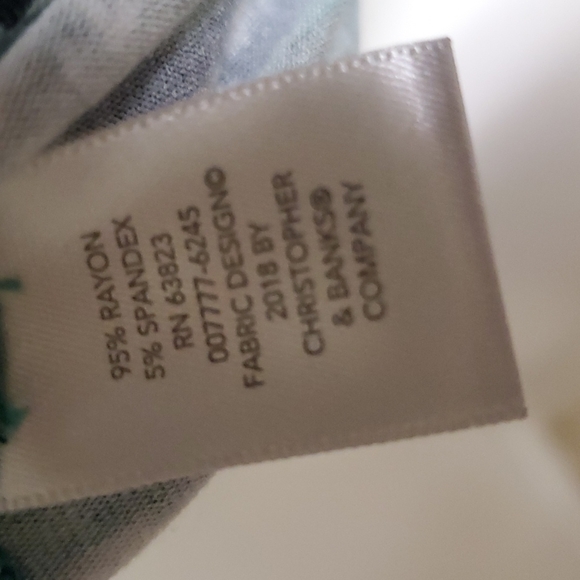 95% RAYON
5% SPANDEX
RN 63823
007777-6245
FABRIC DESIGN©
2018 BY
CHRISTOPHER
& BANKS®
COMPANY